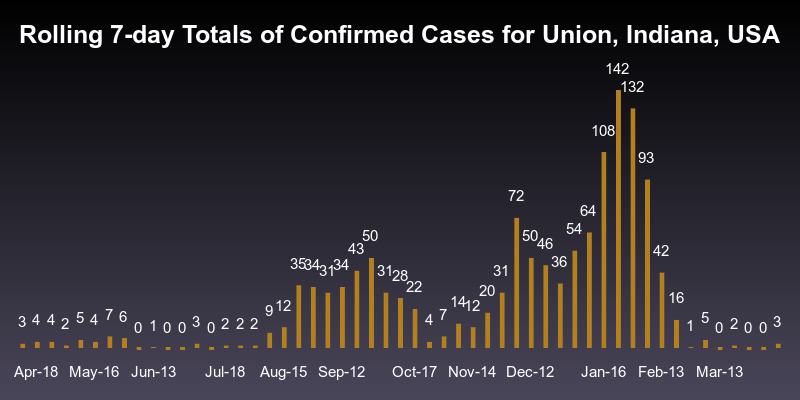 Rolling 7-day Totals of Confirmed Cases for Union, Indiana, USA
3 4 4 2 5 4 7 6 0 1 0 0 3 0 2 2 2 9 12 35 34 31 34 43 50 31 28 22 4 7 14 12 20 31 72 50 46 36 54 64 108 142 132 93 42 16 1 5 0 2 0 0 3
Apr-18 May-16 Jun-13 Jul-18 Aug-15 Sep-12 Oct-17 Nov-14 Dec-12 Jan-16 Feb-13 Mar-13